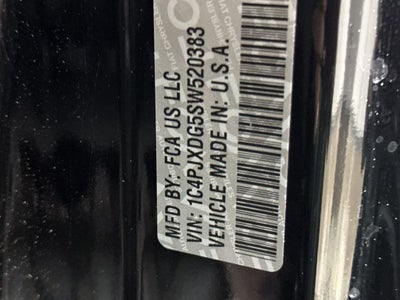 MFD BY: FCA US LLC
VIN: 1C4PJXDG5SW520383
VEHICLE MADE IN: U.S.A.